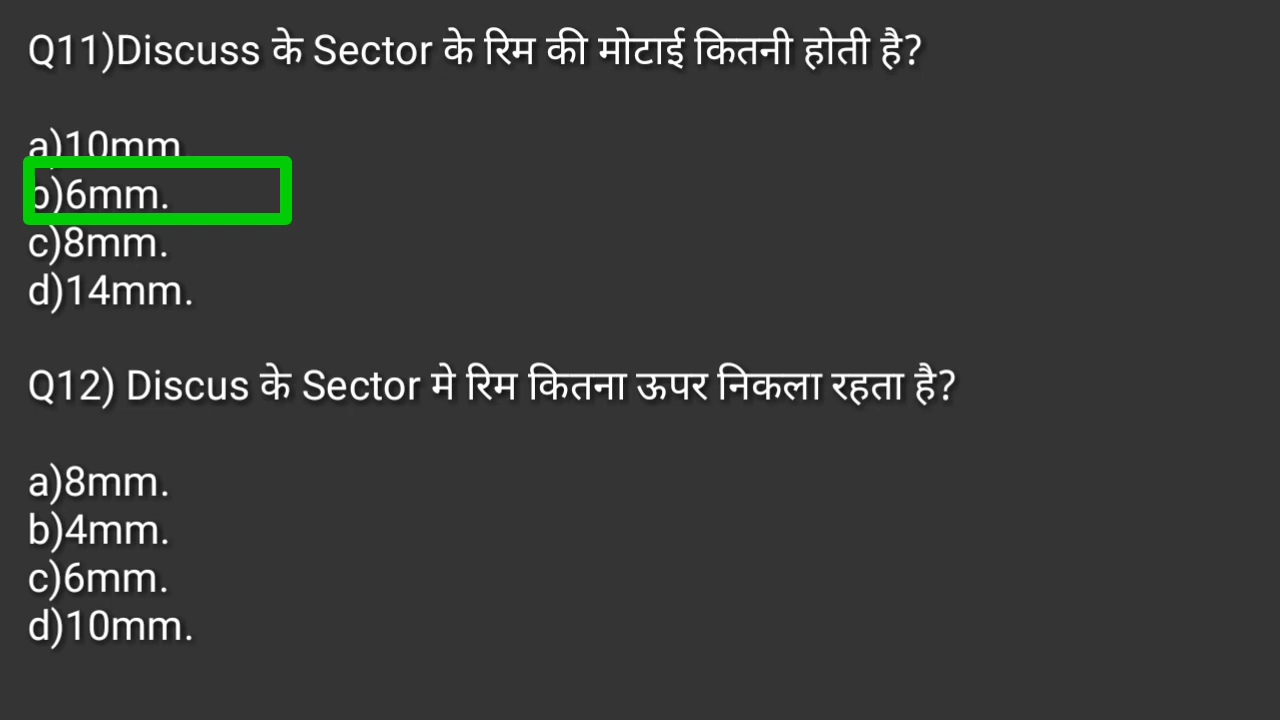 Q11)Discuss के Sector के रिम की मोटाई कितनी होती है?
a)10mm
b)6mm.
c)8mm.
d)14mm.
Q12) Discus के Sector मे रिम कितना ऊपर निकला रहता है?
a)8mm.
b)4mm.
c)6mm.
d)10mm.